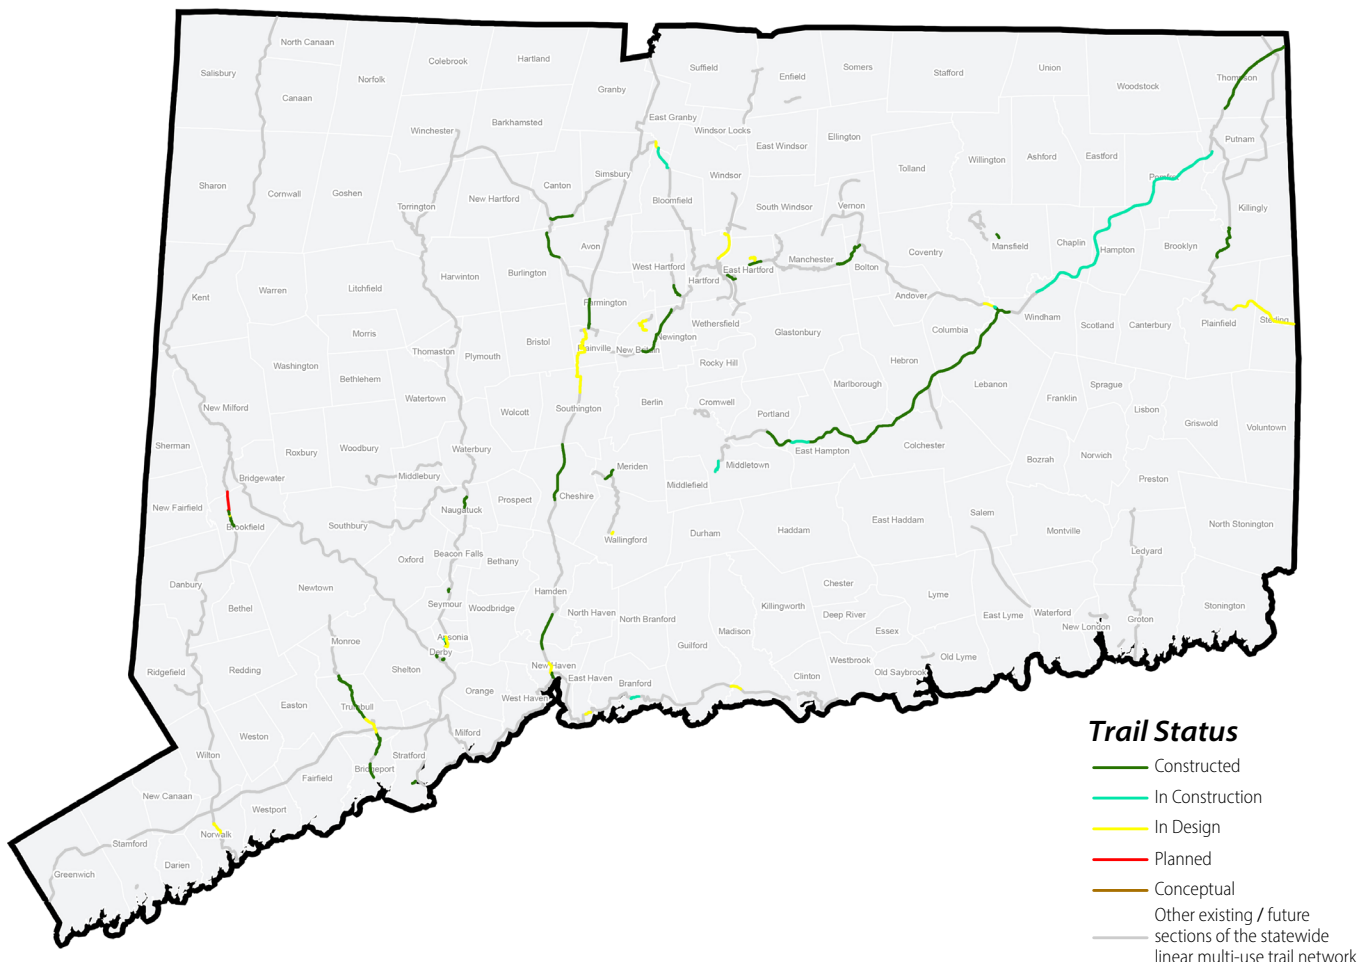 North Canaan
Colebrook
Hartland
Salisbury
Norfolk
Canaan
Granby
Suffield
Enfield
Somers
Stafford
Union
Woodstock
Thompson
Winchester
Barkhamsted
East Granby
Windsor Locks
East Windsor
Ellington
Putnam
Sharon
Cornwall
Goshen
Torrington
New Hartford
Canton
Simsbury
Windsor
Tolland
Willington
Ashford
Eastford
Pomfret
Bloomfield
South Windsor
Vernon
Killingly
Avon
Mansfield
Chaplin
Hampton
Brooklyn
Harwinton
Burlington
West Hartford
Hartford
East Hartford
Manchester
Bolton
Coventry
Kent
Warren
Litchfield
Farmington
Andover
Morris
Bristol
Plainville
New Britain
Newington
Wethersfield
Glastonbury
Columbia
Windham
Scotland
Canterbury
Plainfield
Sterling
Washington
Thomaston
Plymouth
Rocky Hill
Hebron
Bethlehem
Watertown
Marlborough
Lebanon
Sprague
Franklin
New Milford
Wolcott
Southington
Berlin
Cromwell
Portland
Lisbon
Griswold
Voluntown
Sherman
Roxbury
Woodbury
Waterbury
East Hampton
Colchester
Bozrah
Norwich
Bridgewater
Middlebury
Meriden
Middletown
Middlefield
Preston
New Fairfield
Brookfield
Southbury
Naugatuck
Prospect
Cheshire
Wallingford
Durham
Haddam
East Haddam
Salem
Montville
North Stonington
Oxford
Beacon Falls
Bethany
Ledyard
Danbury
Newtown
Hamden
Chester
Bethel
Seymour
Woodbridge
North Haven
North Branford
Killingworth
Deep River
Lyme
East Lyme
Waterford
New London
Groton
Stonington
Monroe
Ansonia
Derby
Guilford
Madison
Essex
Ridgefield
Redding
Shelton
New Haven
East Haven
Branford
Clinton
Westbrook
Old Saybrook
Old Lyme
Easton
Trumbull
Orange
West Haven
Weston
Milford
Wilton
Stratford
Bridgeport
Fairfield
New Canaan
Westport
Norwalk
Stamford
Darien
Greenwich
Trail Status
Constructed
In Construction
In Design
Planned
Conceptual
Other existing / future
sections of the statewide
linear multi-use trail network